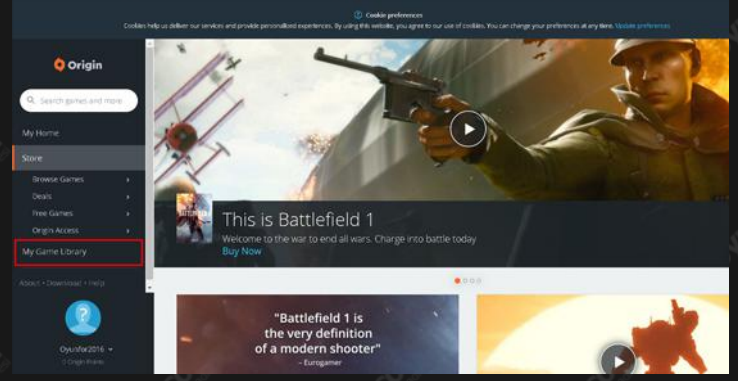 Cookie preferences
Cookies help us deliver our services and provide personalized experiences. By using this website, you agree to our use of cookies. You can change your preferences at any time. Update preferences
Origin
Search games and more
My Home
Store
Browse Games
Deals
Free Games
Origin Access
My Game Library
About • Download • Help
Oyunfor2016
0 Origin Points
This is Battlefield 1
Welcome to the war to end all wars. Charge into battle today
Buy Now
"Battlefield 1 is
the very definition
of a modern shooter"
- Eurogamer